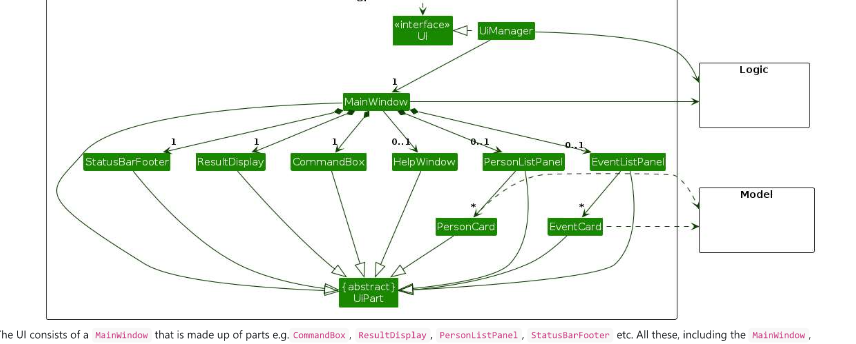 «interface»
Ui
UiManager
Logic
1
MainWindow
1
1
1
0..1
0..1
0..1
StatusBarFooter
ResultDisplay
CommandBox
HelpWindow
PersonListPanel
EventListPanel
Model
*
*
PersonCard
EventCard
{abstract}
UiPart
The UI consists of a MainWindow that is made up of parts e.g. CommandBox, ResultDisplay, PersonListPanel, StatusBarFooter etc. All these, including the MainWindow,